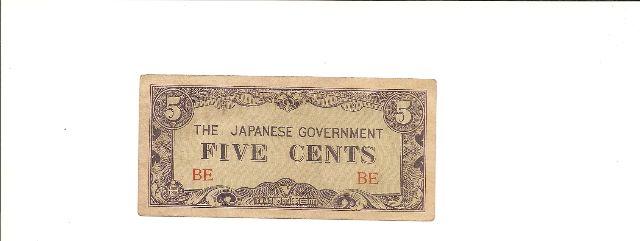 5 5
THE JAPANESE GOVERNMENT
FIVE CENTS
BE BE